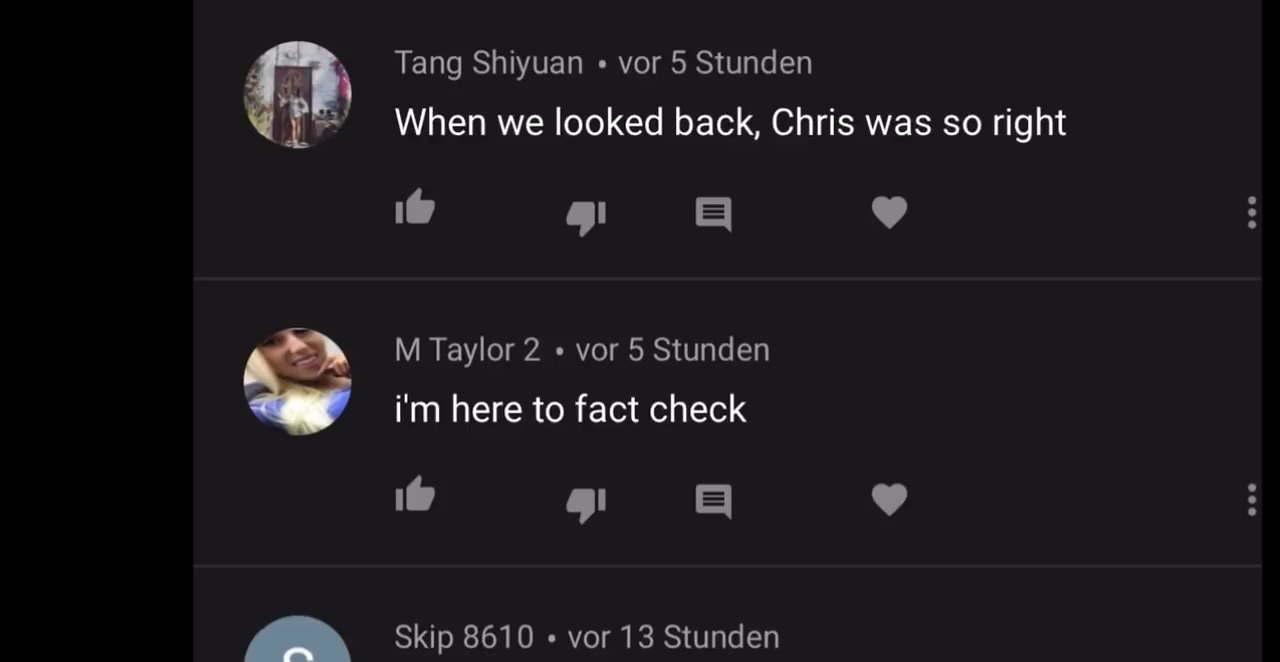 Tang Shiyuan • vor 5 Stunden
When we looked back, Chris was so right
M Taylor 2 • vor 5 Stunden
i'm here to fact check
Skip 8610 • vor 13 Stunden
S